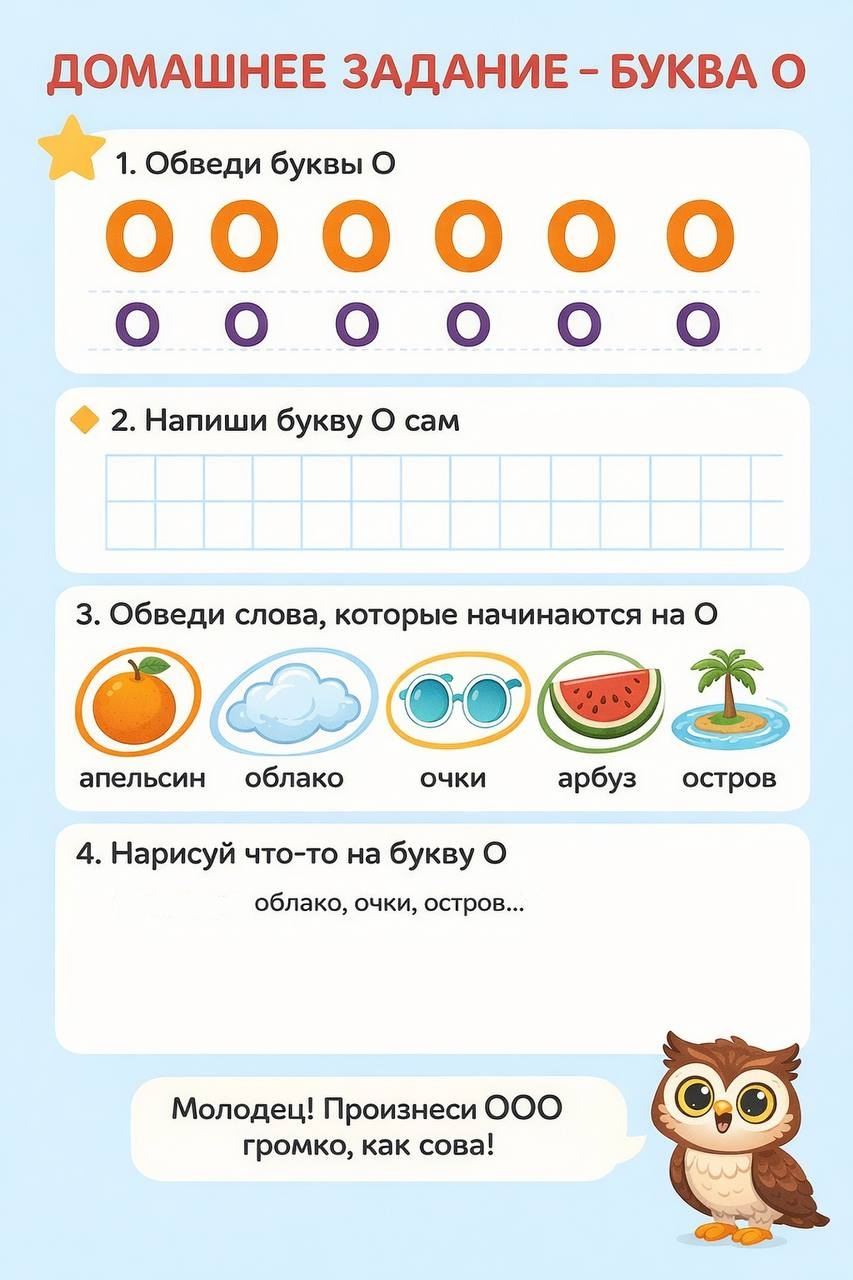 ДОМАШНЕЕ ЗАДАНИЕ – БУКВА О
1. Обведи буквы О
О О О О О О
о о о о о о
2. Напиши букву О сам
3. Обведи слова, которые начинаются на О
апельсин облако очки арбуз остров
4. Нарисуй что-то на букву О
облако, очки, остров...
Молодец! Произнеси ООО
громко, как сова!